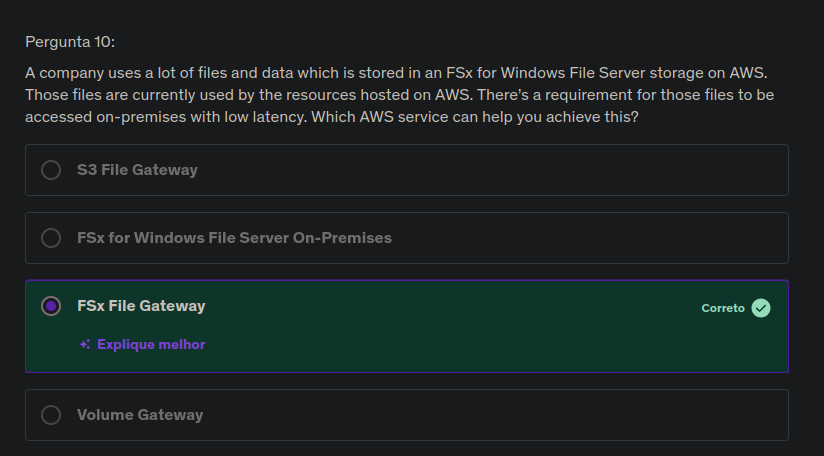 Pergunta 10:
A company uses a lot of files and data which is stored in an FSx for Windows File Server storage on AWS.
Those files are currently used by the resources hosted on AWS. There’s a requirement for those files to be
accessed on-premises with low latency. Which AWS service can help you achieve this?
S3 File Gateway
FSx for Windows File Server On-Premises
FSx File Gateway
Correto
Explique melhor
Volume Gateway